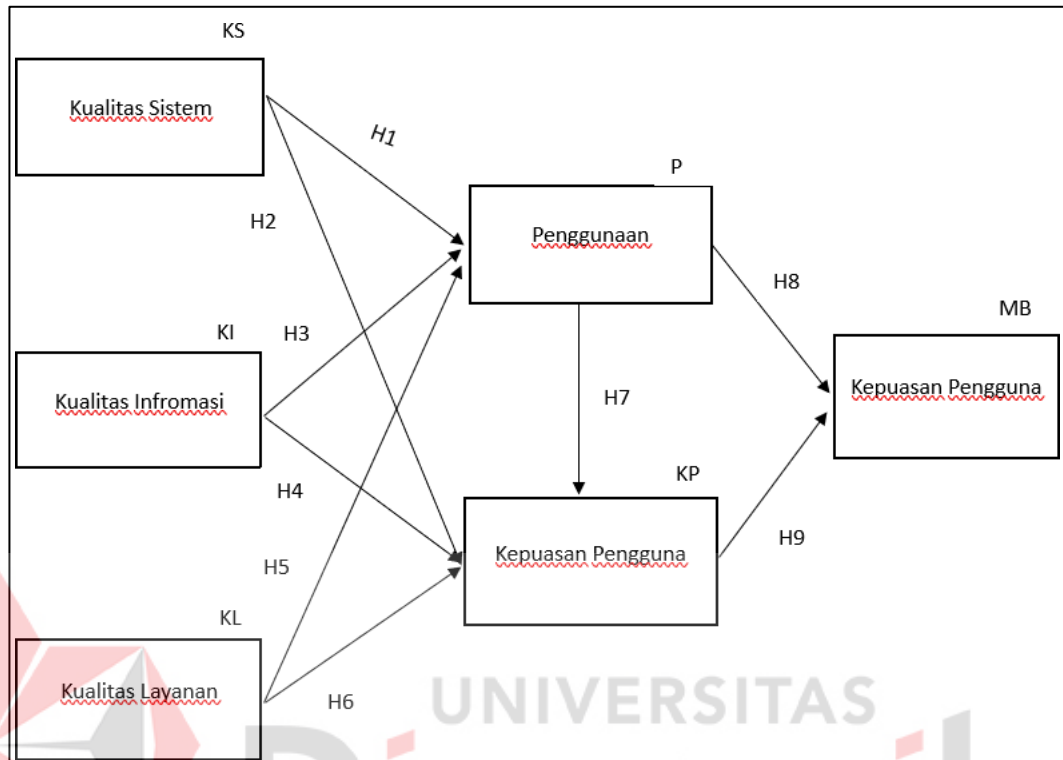 KS
Kualitas Sistem
H1
P
H2
Penggunaan
H8
MB
KI
H3
Kualitas Infromasi
Kepuasan Pengguna
H7
KP
H4
Kepuasan Pengguna
H9
H5
KL
Kualitas Layanan
H6
UNIVERSITAS